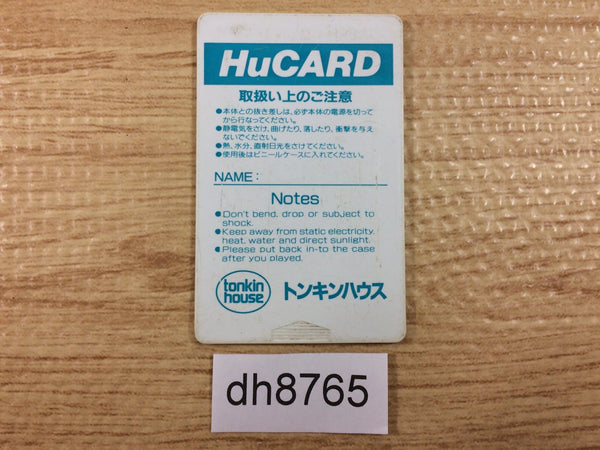 HuCARD
取扱い上のご注意
●本体との抜き差しは、必ず本体の電源を切って
から行なってください。
●静電気をさけ、曲げたり、落したり、衝撃を与え
ないでください。
●熱、水分、直射日光をさけてください。
●使用後はビニールケースに入れてください。
NAME:
Notes
●Don't bend, drop or subject to
shock.
●Keep away from static electricity,
heat, water and direct sunlight.
●Please put back in-to the case
after you played.
tonkin
house
トンキンハウス
dh8765